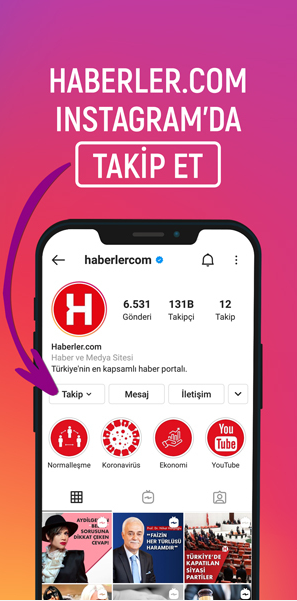 HABERLER.COM
INSTAGRAM'DA
TAKİP ET
haberlercom
H
6.531 131B 12
Gönderi Takipçi Takip
Haberler.com
Haber ve Medya Sitesi
Türkiye'nin en kapsamlı haber portalı.
Takip Mesaj İletişim
You
Tube
Normalleşme Koronavirüs Ekonomi YouTube
AYDİLGE'DEN
SORUSUNA
DİKKAT ÇEKEN
CEVAP!
"FAİZİN
HER TÜRLÜSÜ
HARAMDIR"
TÜRKİYE'DE
KAPATILAN
SİYASİ
PARTİLER